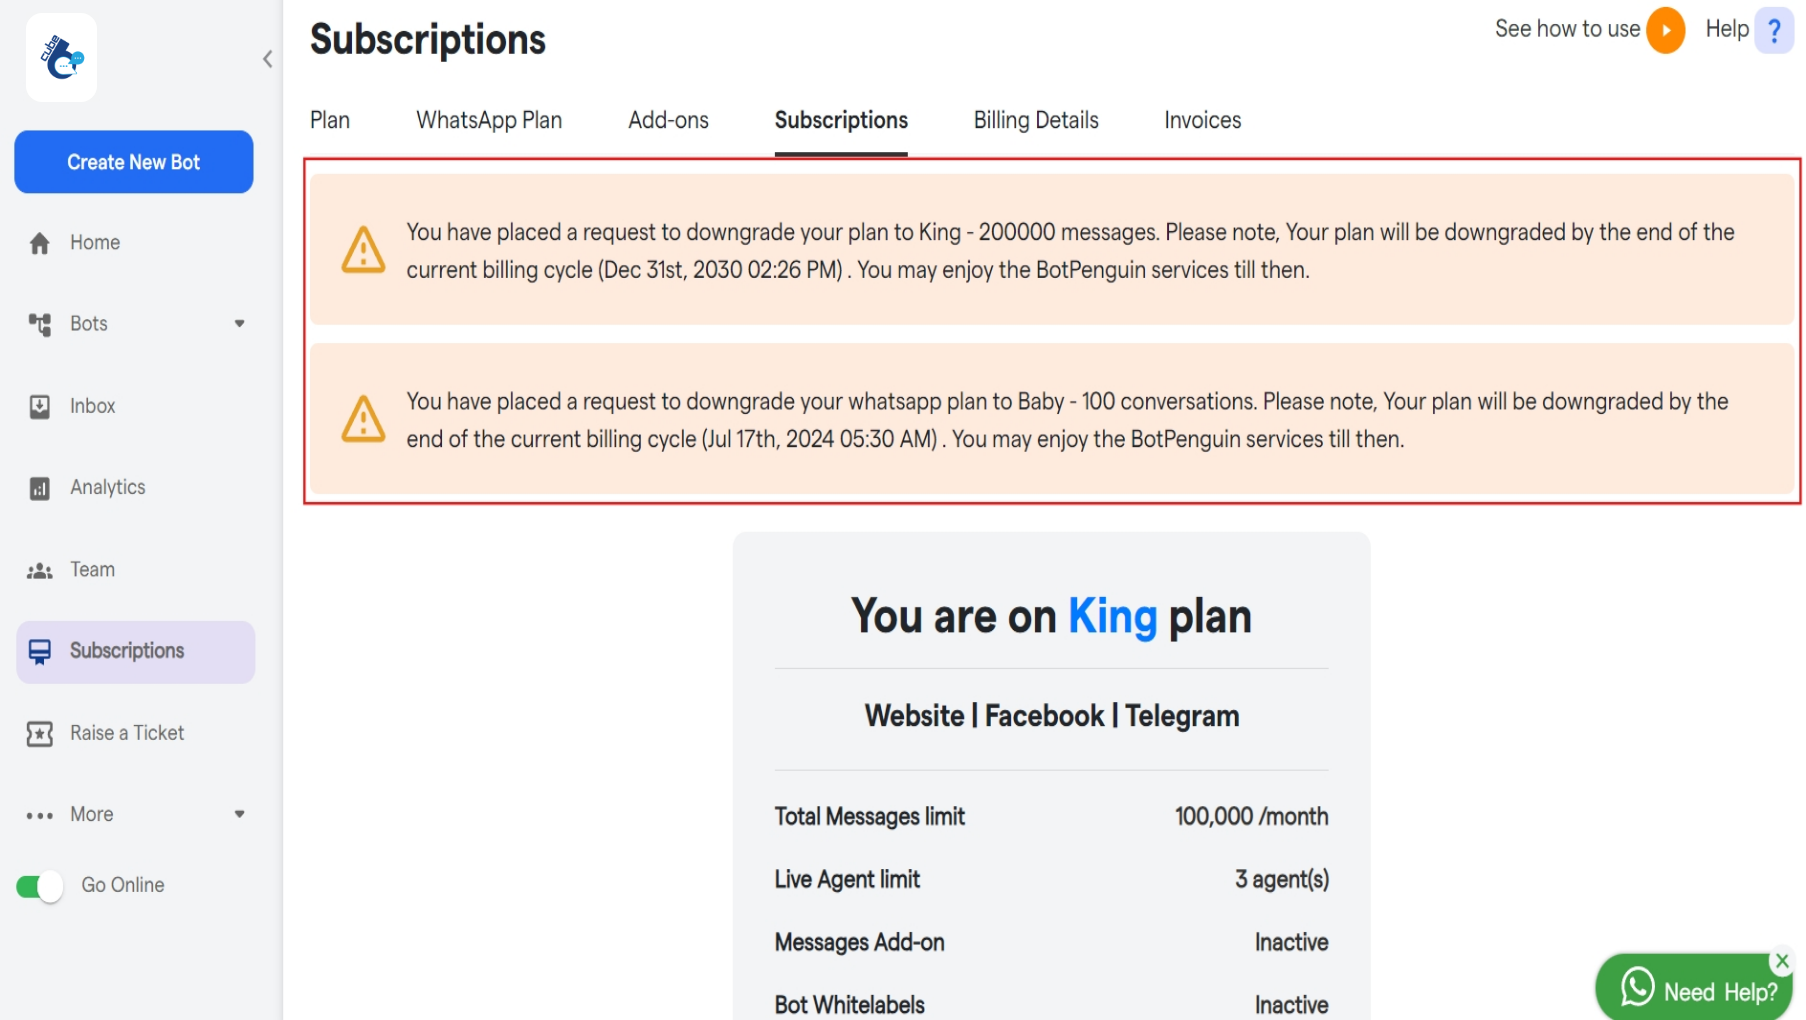 cube
Subscriptions
See how to use
Help ?
Plan
WhatsApp Plan
Add-ons
Subscriptions
Billing Details
Invoices
Create New Bot
Home
Bots
Inbox
Analytics
Team
Subscriptions
Raise a Ticket
More
Go Online
You have placed a request to downgrade your plan to King - 200000 messages. Please note, Your plan will be downgraded by the end of the
current billing cycle (Dec 31st, 2030 02:26 PM) . You may enjoy the BotPenguin services till then.
You have placed a request to downgrade your whatsapp plan to Baby - 100 conversations. Please note, Your plan will be downgraded by the
end of the current billing cycle (Jul 17th, 2024 05:30 AM) . You may enjoy the BotPenguin services till then.
You are on King plan
Website | Facebook | Telegram
Total Messages limit 100,000 /month
Live Agent limit 3 agent(s)
Messages Add-on Inactive
Bot Whitelabels Inactive
Need Help?